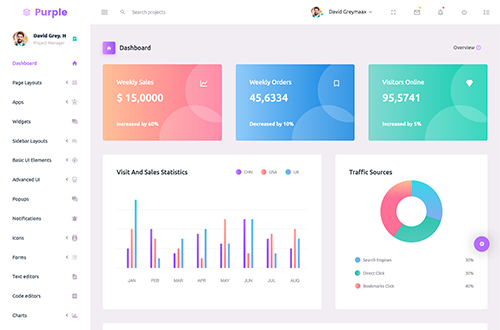 Purple
Search projects
David Greymaax
David Grey. H
Project Manager
Dashboard
Page Layouts
Apps
Widgets
Sidebar Layouts
Basic UI Elements
Advanced UI
Popups
Notifications
Icons
Forms
Text editors
Code editors
Charts
Dashboard
Overview
Weekly Sales
$ 15,0000
Increased by 60%
Weekly Orders
45,6334
Decreased by 10%
Visitors Online
95,5741
Increased by 5%
Visit And Sales Statistics
CHN
USA
UK
JAN
FEB
MAR
APR
MAY
JUN
JUL
AUG
Traffic Sources
Search Engines
30%
Direct Click
30%
Bookmarks Click
40%